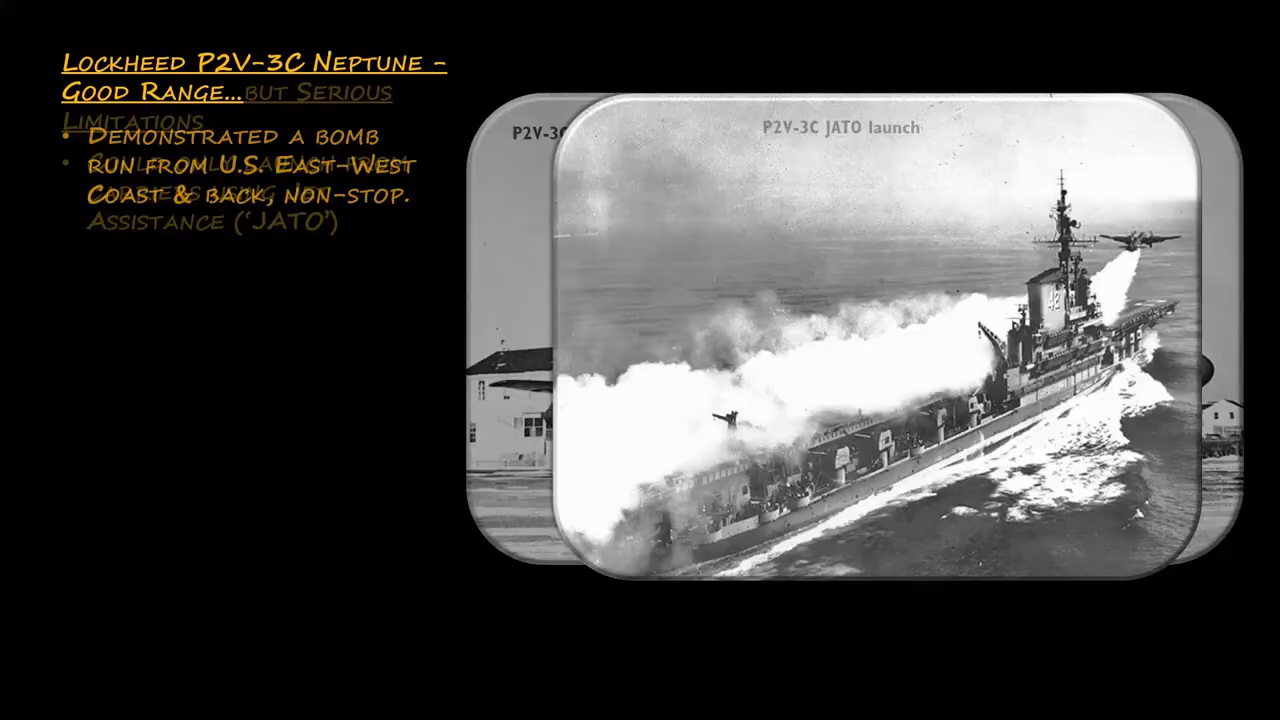 Lockheed P2V-3C Neptune -
Good Range...but Serious
Limitations
• Demonstrated a bomb
run from U.S. East-West
Coast & back, non-stop.
Assistance ('JATO')
P2V-3C
P2V-3C JATO launch
42